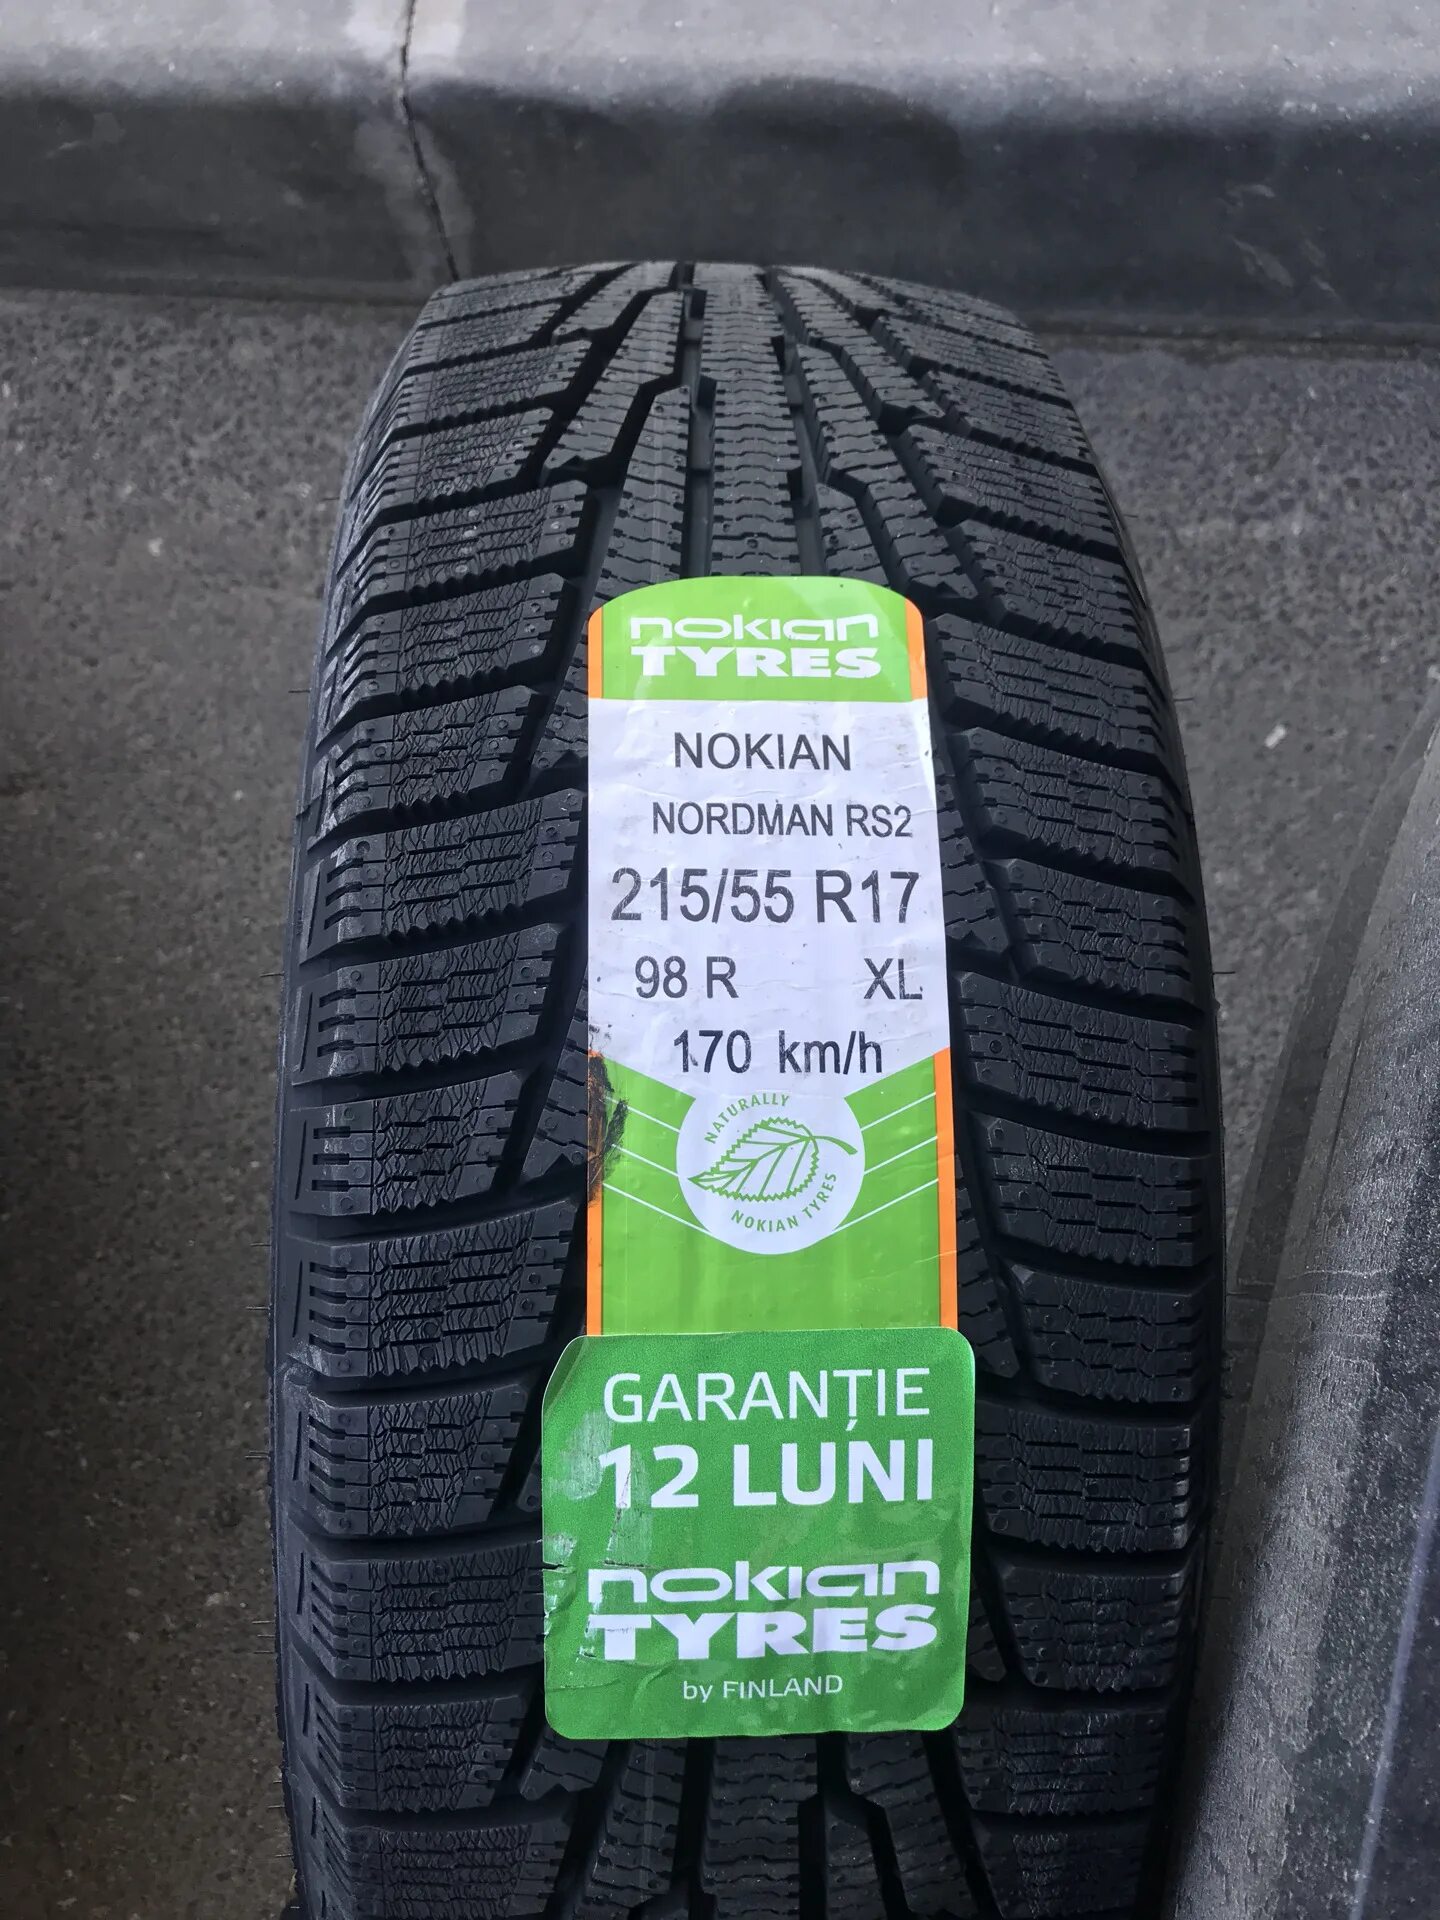 nokian
TYRES
NOKIAN
NORDMAN RS2
215/55 R17
98 R XL
170 km/h
NATURALLY
NOKIAN TYRES
GARANȚIE
12 LUNI
nokian
TYRES
by FINLAND